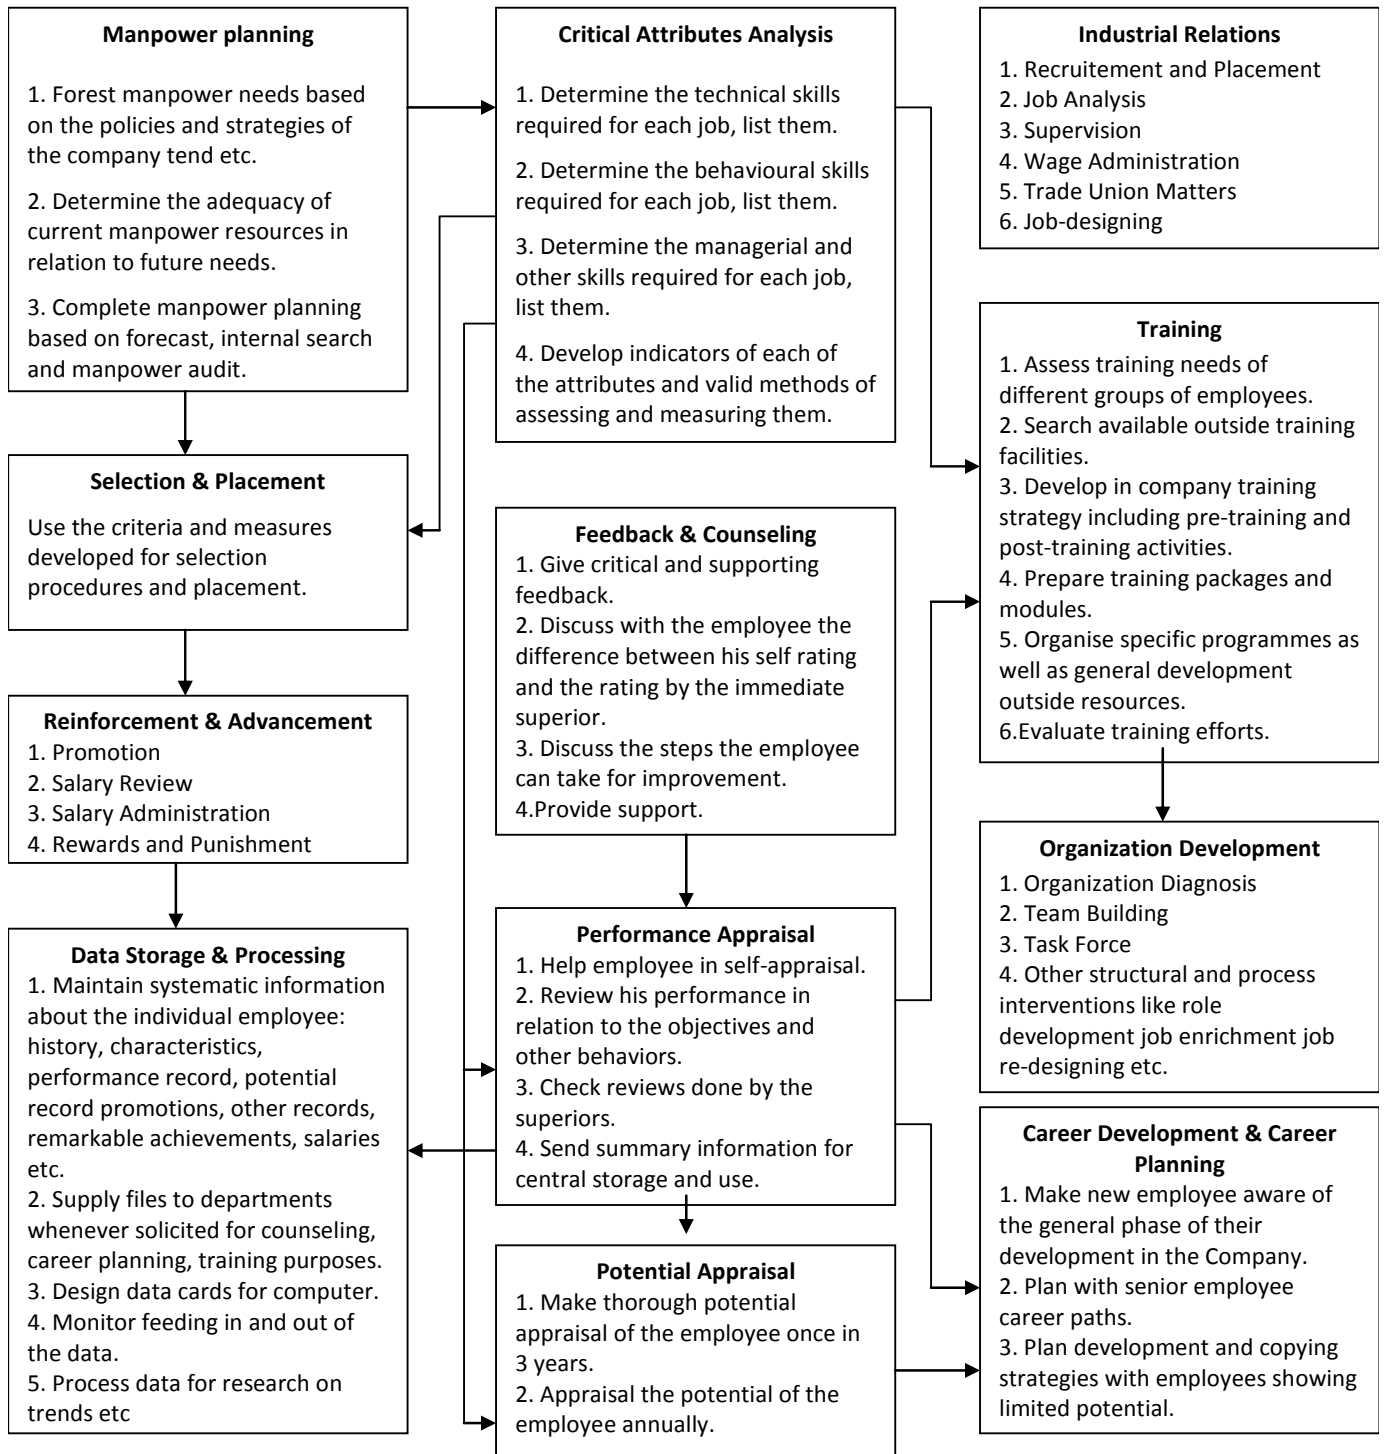 Manpower planning
1. Forest manpower needs based
on the policies and strategies of
the company tend etc.
2. Determine the adequacy of
current manpower resources in
relation to future needs.
3. Complete manpower planning
based on forecast, internal search
and manpower audit.
Selection & Placement
Use the criteria and measures
developed for selection
procedures and placement.
Reinforcement & Advancement
1. Promotion
2. Salary Review
3. Salary Administration
4. Rewards and Punishment
Data Storage & Processing
1. Maintain systematic information
about the individual employee:
history, characteristics,
performance record, potential
record promotions, other records,
remarkable achievements, salaries
etc.
2. Supply files to departments
whenever solicited for counseling,
career planning, training purposes.
3. Design data cards for computer.
4. Monitor feeding in and out of
the data.
5. Process data for research on
trends etc
Critical Attributes Analysis
1. Determine the technical skills
required for each job, list them.
2. Determine the behavioural skills
required for each job, list them.
3. Determine the managerial and
other skills required for each job,
list them.
4. Develop indicators of each of
the attributes and valid methods of
assessing and measuring them.
Feedback & Counseling
1. Give critical and supporting
feedback.
2. Discuss with the employee the
difference between his self rating
and the rating by the immediate
superior.
3. Discuss the steps the employee
can take for improvement.
4.Provide support.
Performance Appraisal
1. Help employee in self-appraisal.
2. Review his performance in
relation to the objectives and
other behaviors.
3. Check reviews done by the
superiors.
4. Send summary information for
central storage and use.
Potential Appraisal
1. Make thorough potential
appraisal of the employee once in
3 years.
2. Appraisal the potential of the
employee annually.
Industrial Relations
1. Recruitement and Placement
2. Job Analysis
3. Supervision
4. Wage Administration
5. Trade Union Matters
6. Job-designing
Training
1. Assess training needs of
different groups of employees.
2. Search available outside training
facilities.
3. Develop in company training
strategy including pre-training and
post-training activities.
4. Prepare training packages and
modules.
5. Organise specific programmes as
well as general development
outside resources.
6.Evaluate training efforts.
Organization Development
1. Organization Diagnosis
2. Team Building
3. Task Force
4. Other structural and process
interventions like role
development job enrichment job
re-designing etc.
Career Development & Career
Planning
1. Make new employee aware of
the general phase of their
development in the Company.
2. Plan with senior employee
career paths.
3. Plan development and copying
strategies with employees showing
limited potential.